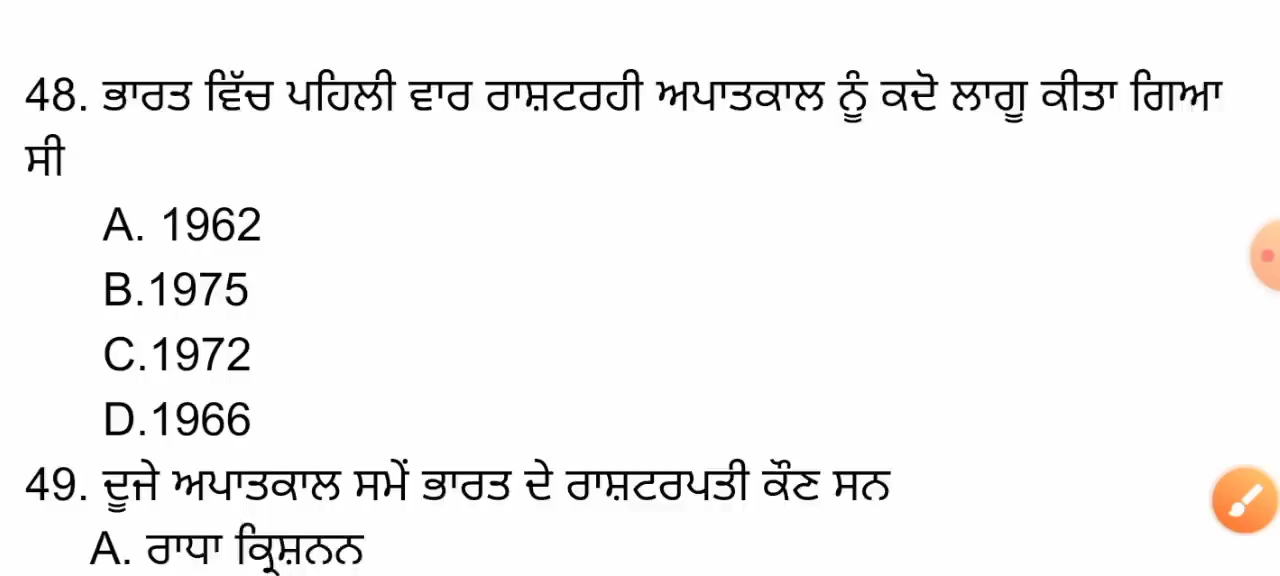 48. ਭਾਰਤ ਵਿੱਚ ਪਹਿਲੀ ਵਾਰ ਰਾਸ਼ਟਰਹੀ ਅਪਾਤਕਾਲ ਨੂੰ ਕਦੋ ਲਾਗੂ ਕੀਤਾ ਗਿਆ
ਸੀ
A. 1962
B.1975
C.1972
D.1966
49. ਦੂਜੇ ਅਪਾਤਕਾਲ ਸਮੇਂ ਭਾਰਤ ਦੇ ਰਾਸ਼ਟਰਪਤੀ ਕੌਣ ਸਨ
A. ਰਾਧਾ ਕ੍ਰਿਸ਼ਨਨ